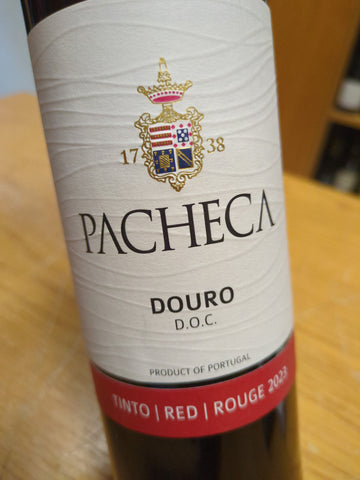 17 38
PACHECA
DOURO
D.O.C.
PRODUCT OF PORTUGAL
TINTO | RED | ROUGE 2023